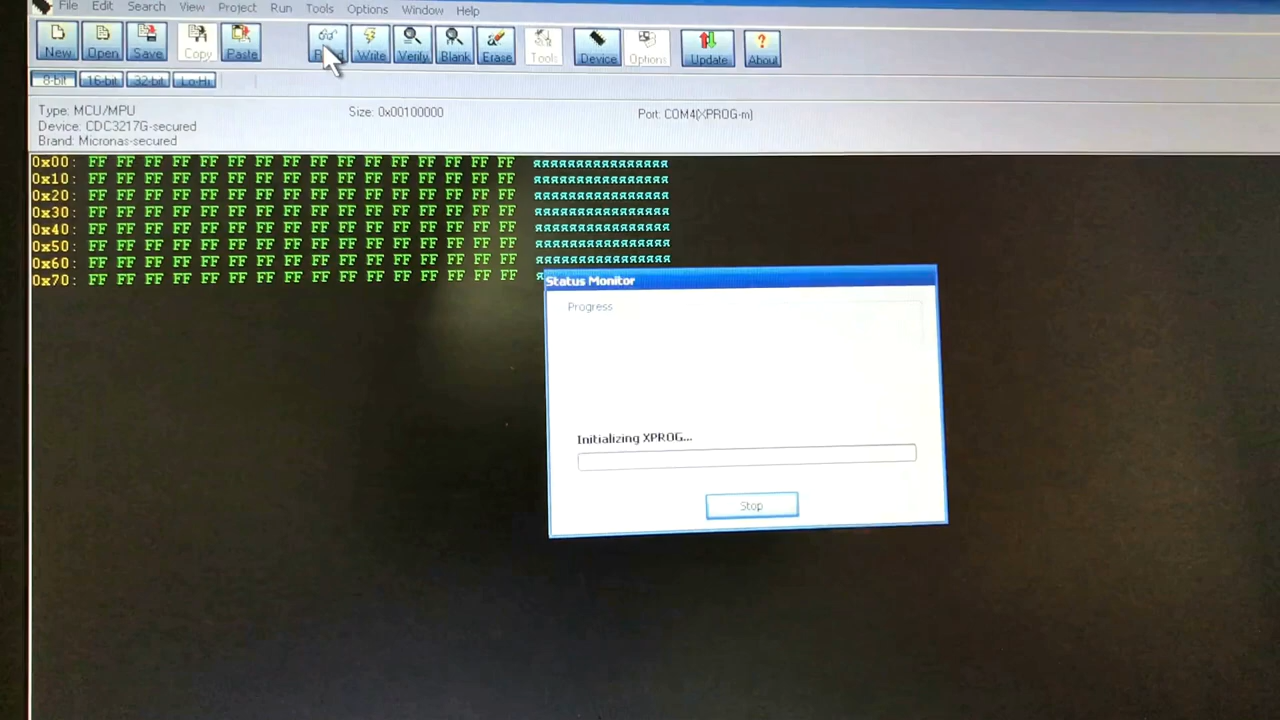 File Edit Search View Project Run Tools Options Window Help
New Open Save Copy Paste Read Write Verify Blank Erase Tools Device Options Update About
8-bit 16-bit 32-bit Lo-Hi
Type: MCU/MPU Size: 0x00100000 Port: COM4(XPROG-m)
Device: CDC3217G-secured
Brand: Micronas-secured
0x00: FF FF FF FF FF FF FF FF FF FF FF FF FF FF FF FF яяяяяяяяяяяяяяяя
0x10: FF FF FF FF FF FF FF FF FF FF FF FF FF FF FF FF яяяяяяяяяяяяяяяя
0x20: FF FF FF FF FF FF FF FF FF FF FF FF FF FF FF FF яяяяяяяяяяяяяяяя
0x30: FF FF FF FF FF FF FF FF FF FF FF FF FF FF FF FF яяяяяяяяяяяяяяяя
0x40: FF FF FF FF FF FF FF FF FF FF FF FF FF FF FF FF яяяяяяяяяяяяяяяя
0x50: FF FF FF FF FF FF FF FF FF FF FF FF FF FF FF FF яяяяяяяяяяяяяяяя
0x60: FF FF FF FF FF FF FF FF FF FF FF FF FF FF FF FF яяяяяяяяяяяяяяяя
0x70: FF FF FF FF FF FF FF FF FF FF FF FF FF FF FF FF я
Status Monitor
Progress
Initializing XPROG...
Stop